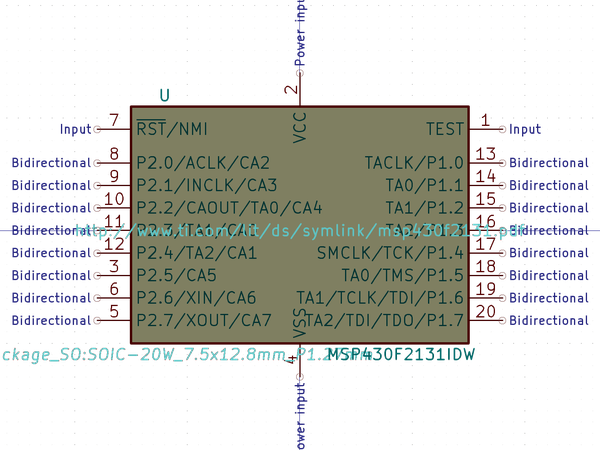 Power inpu
U
2
VCC
Input 7 RST/NMI TEST 1 Input
Bidirectional 8 P2.0/ACLK/CA2 TACLK/P1.0 13 Bidirectional
Bidirectional 9 P2.1/INCLK/CA3 TA0/P1.1 14 Bidirectional
Bidirectional 10 P2.2/CAOUT/TA0/CA4 TA1/P1.2 15 Bidirectional
Bidirectional 11 16 Bidirectional
http://www.ti.com/lit/ds/symlink/msp430f2131.pdf
Bidirectional 12 P2.4/TA2/CA1 SMCLK/TCK/P1.4 17 Bidirectional
Bidirectional 3 P2.5/CA5 TA0/TMS/P1.5 18 Bidirectional
Bidirectional 6 P2.6/XIN/CA6 TA1/TCLK/TDI/P1.6 19 Bidirectional
Bidirectional 5 P2.7/XOUT/CA7 TA2/TDI/TDO/P1.7 20 Bidirectional
VSS
ckage_SO:SOIC-20W_7.5x12.8mm_P1.27mm
MSP430F2131IDW
4
ower input